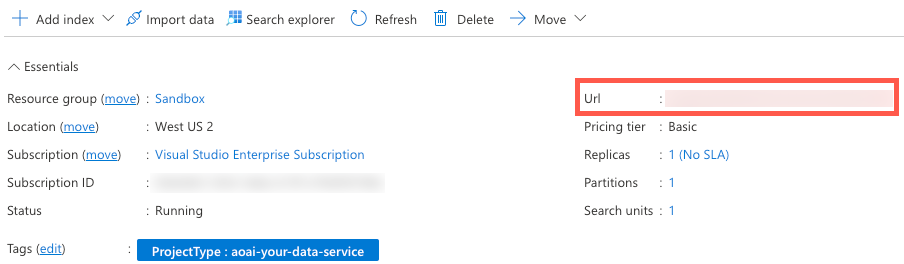 Add index Import data Search explorer Refresh Delete Move
Essentials
Resource group (move) : Sandbox
Url :
Location (move) : West US 2
Pricing tier : Basic
Subscription (move) : Visual Studio Enterprise Subscription
Replicas : 1 (No SLA)
Subscription ID :
Partitions : 1
Status : Running
Search units : 1
Tags (edit) : ProjectType : aoai-your-data-service